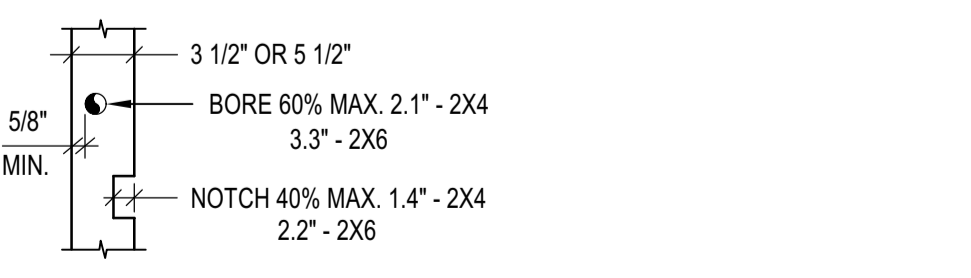 3 1/2" OR 5 1/2"
BORE 60% MAX. 2.1" - 2X4
3.3" - 2X6
5/8"
MIN.
NOTCH 40% MAX. 1.4" - 2X4
2.2" - 2X6